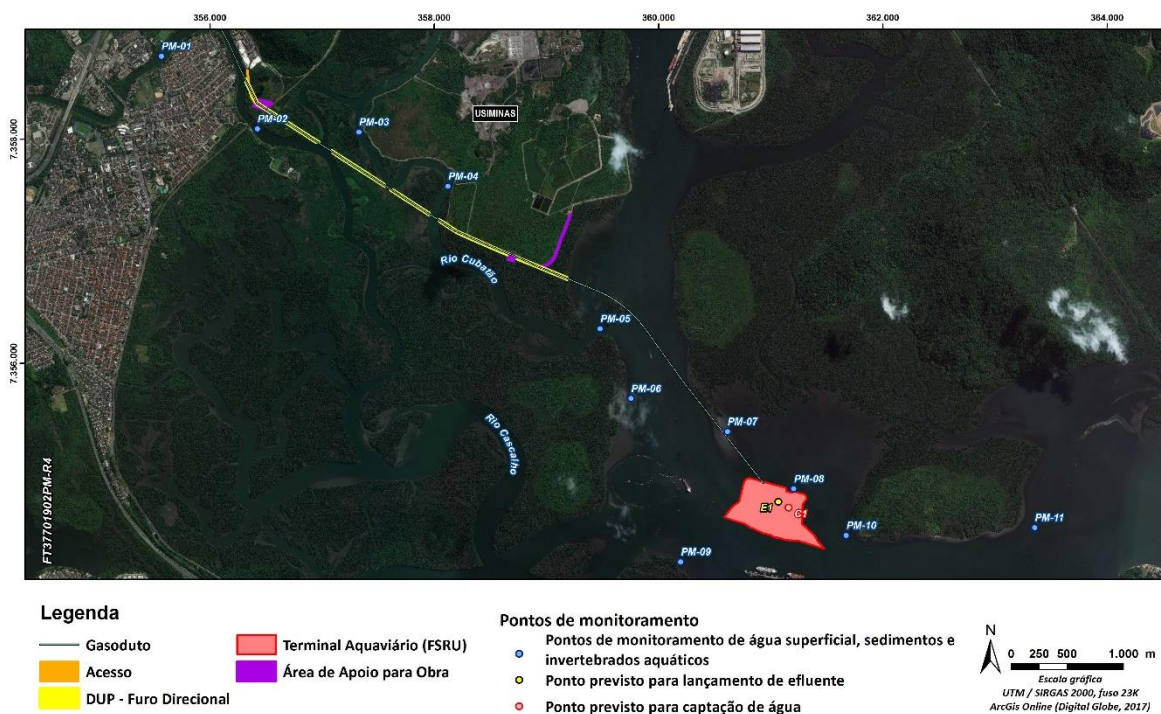 356.000
358.000
360.000
362.000
364.000
7.358.000
7.356.000
PM-01
PM-02
PM-03
USIMINAS
PM-04
Rio Cubatão
PM-05
PM-06
PM-07
Rio Cascalho
PM-08
E1
C1
PM-10
PM-11
PM-09
FT37701902PM-R4
Legenda
Gasoduto
Acesso
DUP - Furo Direcional
Terminal Aquaviário (FSRU)
Área de Apoio para Obra
Pontos de monitoramento
Pontos de monitoramento de água superficial, sedimentos e
invertebrados aquáticos
Ponto previsto para lançamento de efluente
Ponto previsto para captação de água
N
0 250 500 1.000 m
Escala gráfica
UTM / SIRGAS 2000, fuso 23K
ArcGis Online (Digital Globe, 2017)